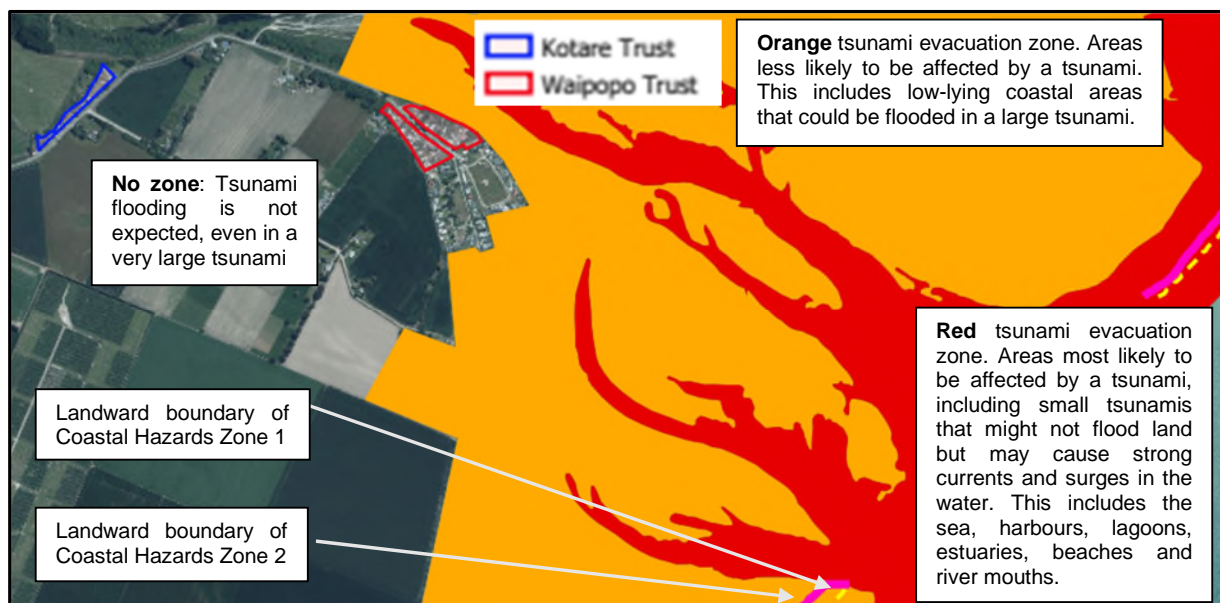 Kotare Trust
Waipopo Trust
Orange tsunami evacuation zone. Areas
less likely to be affected by a tsunami.
This includes low-lying coastal areas
that could be flooded in a large tsunami.
No zone: Tsunami
flooding is not
expected, even in a
very large tsunami
Red tsunami evacuation
zone. Areas most likely to
be affected by a tsunami,
including small tsunamis
that might not flood land
but may cause strong
currents and surges in the
water. This includes the
sea, harbours, lagoons,
estuaries, beaches and
river mouths.
Landward boundary of
Coastal Hazards Zone 1
Landward boundary of
Coastal Hazards Zone 2